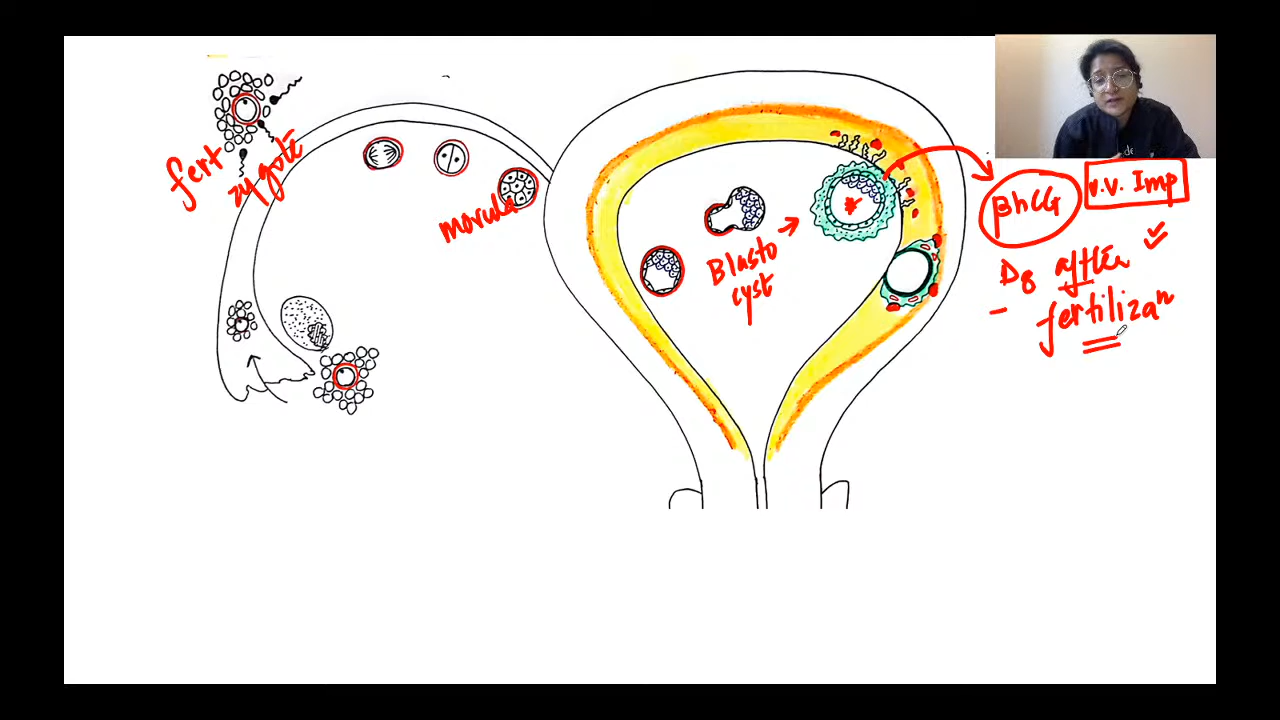 fert
zygote
morula
Blasto
cyst
βhCG
v.v. Imp
D8 after
fertilizaⁿ